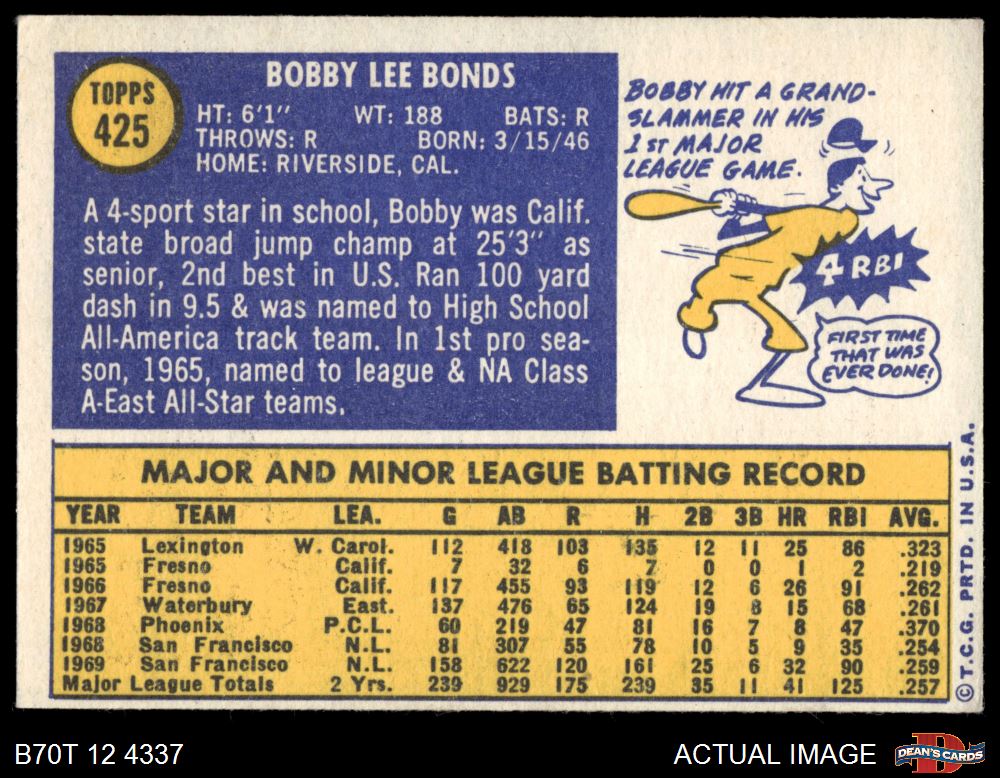 TOPPS
425
BOBBY LEE BONDS
HT: 6'1" WT: 188 BATS: R
THROWS: R BORN: 3/15/46
HOME: RIVERSIDE, CAL.
A 4-sport star in school, Bobby was Calif.
state broad jump champ at 25'3" as
senior, 2nd best in U.S. Ran 100 yard
dash in 9.5 & was named to High School
All-America track team. In 1st pro sea-
son, 1965, named to league & NA Class
A-East All-Star teams.
BOBBY HIT A GRAND-
SLAMMER IN HIS
1ST MAJOR
LEAGUE GAME.
4 RBI
FIRST TIME
THAT WAS
EVER DONE!
MAJOR AND MINOR LEAGUE BATTING RECORD
YEAR TEAM LEA. G AB R H 2B 3B HR RBI AVG.
1965 Lexington W. Carol. 112 418 103 135 12 11 25 86 .323
1965 Fresno Calif. 7 32 6 7 0 0 1 2 .219
1966 Fresno Calif. 117 455 93 119 12 6 26 91 .262
1967 Waterbury East. 137 476 65 124 19 8 15 68 .261
1968 Phoenix P.C.L. 60 219 47 81 16 7 8 47 .370
1968 San Francisco N.L. 81 307 55 78 10 5 9 35 .254
1969 San Francisco N.L. 158 622 120 161 25 6 32 90 .259
Major League Totals 2 Yrs. 239 929 175 239 35 11 41 125 .257
© T.C.G. PRTD. IN U.S.A.
B70T 12 4337
ACTUAL IMAGE
DEAN'S CARDS